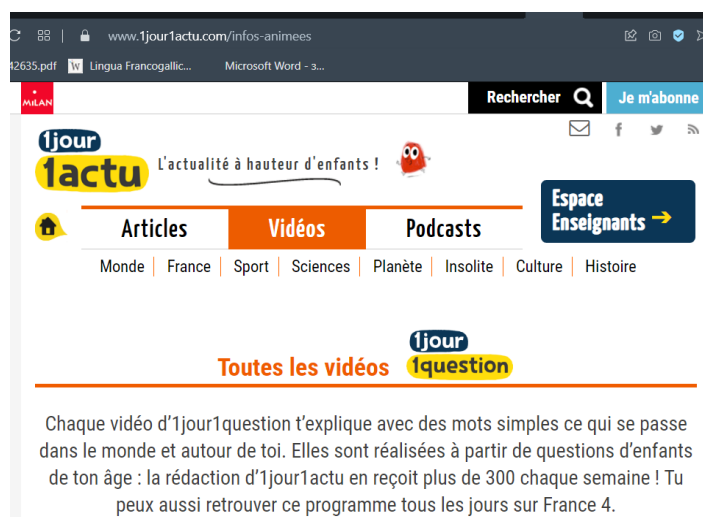 www.1jour1actu.com/infos-animees
42635.pdf W Lingua Francogallic... Microsoft Word - з...
MiLAN
Rechercher Je m'abonne
1jour
1actu
L'actualité à hauteur d'enfants !
Espace
Enseignants →
Articles Vidéos Podcasts
Monde | France | Sport | Sciences | Planète | Insolite | Culture | Histoire
Toutes les vidéos 1jour
1question
Chaque vidéo d'1jour1question t'explique avec des mots simples ce qui se passe
dans le monde et autour de toi. Elles sont réalisées à partir de questions d'enfants
de ton âge : la rédaction d'1jour1actu en reçoit plus de 300 chaque semaine ! Tu
peux aussi retrouver ce programme tous les jours sur France 4.